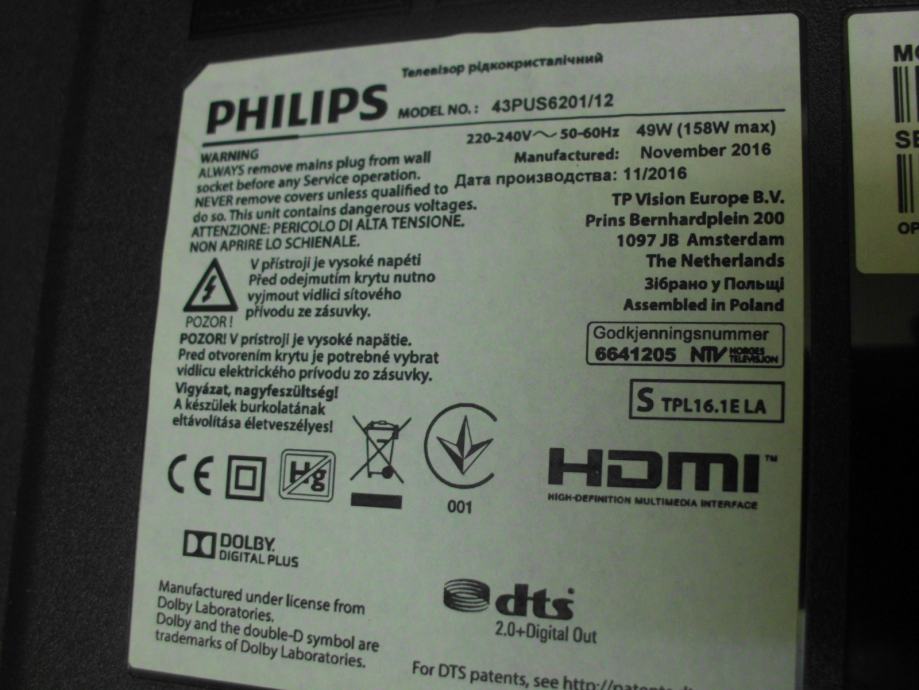 Телевізор рідкокристалічний
PHILIPS MODEL NO.: 43PUS6201/12
220-240V～ 50-60Hz 49W (158W max)
Manufactured: November 2016
Дата производства: 11/2016
WARNING
ALWAYS remove mains plug from wall
socket before any Service operation.
NEVER remove covers unless qualified to
do so. This unit contains dangerous voltages.
ATTENZIONE: PERICOLO DI ALTA TENSIONE.
NON APRIRE LO SCHIENALE.
TP Vision Europe B.V.
Prins Bernhardplein 200
1097 JB Amsterdam
The Netherlands
Зібрано у Польщі
Assembled in Poland
V přístroji je vysoké napětí
Před odejmutím krytu nutno
vyjmout vidlici síťového
přívodu ze zásuvky.
POZOR!
POZOR! V prístroji je vysoké napätie.
Pred otvorením krytu je potrebné vybrat
vidlicu elektrického prívodu zo zásuvky.
Vigyázat, nagyfeszültség!
A készülek burkolatának
eltávolítása életveszélyes!
Godkjenningsnummer
6641205 NTV NORGES
TELEVISJON
S TPL16.1E LA
CE Hg
001
HDMI™
HIGH-DEFINITION MULTIMEDIA INTERFACE
DOLBY
DIGITAL PLUS
Manufactured under license from
Dolby Laboratories.
Dolby and the double-D symbol are
trademarks of Dolby Laboratories.
dts
2.0+Digital Out
For DTS patents, see